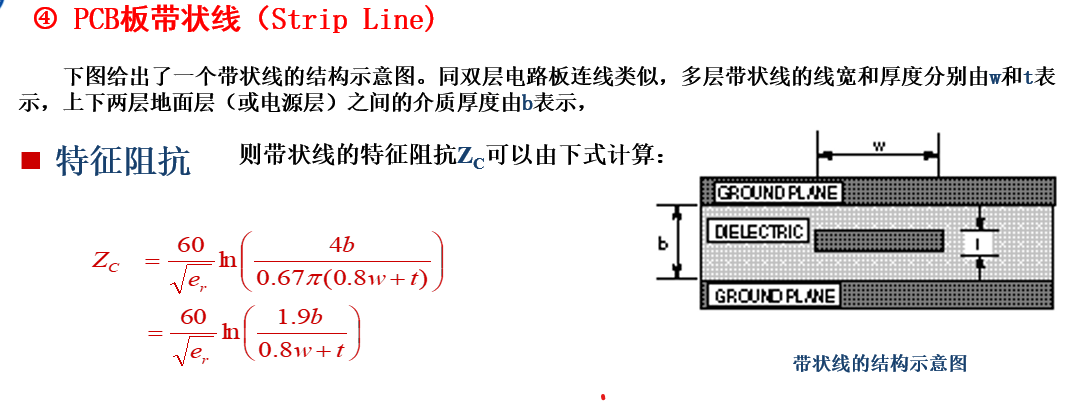 ④ PCB板带状线（Strip Line)
下图给出了一个带状线的结构示意图。同双层电路板连线类似，多层带状线的线宽和厚度分别由w和t表
示，上下两层地面层（或电源层）之间的介质厚度由b表示，
■ 特征阻抗 则带状线的特征阻抗Z_C可以由下式计算：
w
GROUND PLANE
b
DIELECTRIC
t
GROUND PLANE
Z_C = 60/√e_r ln(4b/(0.67π(0.8w+t)))
= 60/√e_r ln(1.9b/(0.8w+t))
带状线的结构示意图